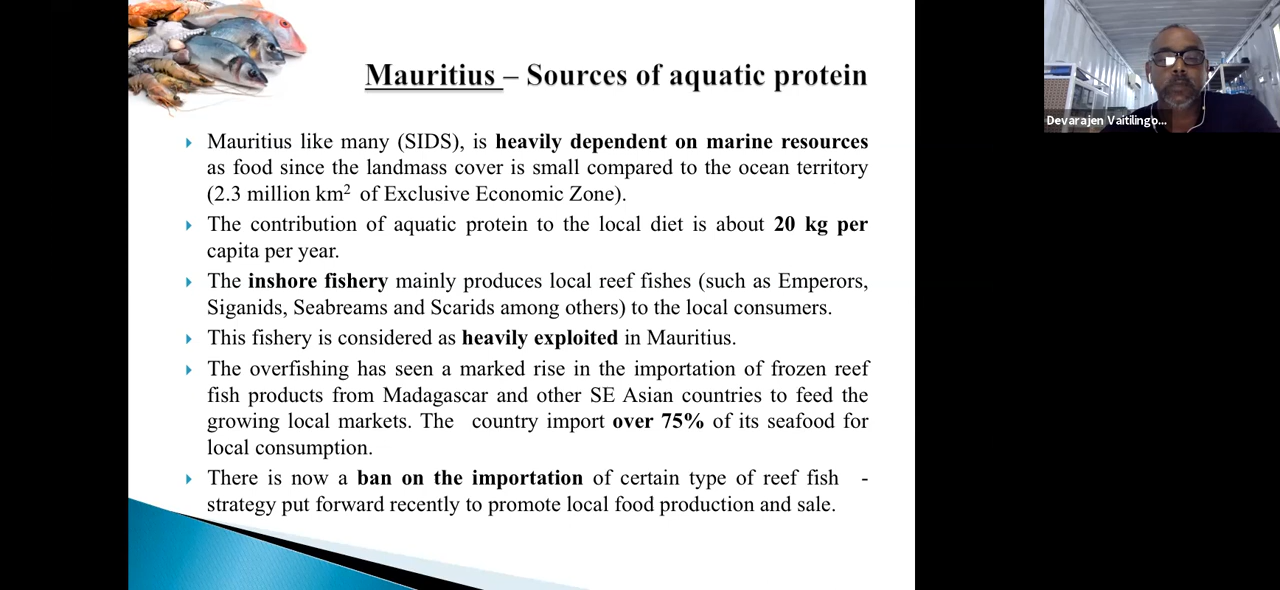 Mauritius – Sources of aquatic protein
Mauritius like many (SIDS), is heavily dependent on marine resources
as food since the landmass cover is small compared to the ocean territory
(2.3 million km² of Exclusive Economic Zone).
The contribution of aquatic protein to the local diet is about 20 kg per
capita per year.
The inshore fishery mainly produces local reef fishes (such as Emperors,
Siganids, Seabreams and Scarids among others) to the local consumers.
This fishery is considered as heavily exploited in Mauritius.
The overfishing has seen a marked rise in the importation of frozen reef
fish products from Madagascar and other SE Asian countries to feed the
growing local markets. The country import over 75% of its seafood for
local consumption.
There is now a ban on the importation of certain type of reef fish -
strategy put forward recently to promote local food production and sale.
Devarajen Vaitilingo...